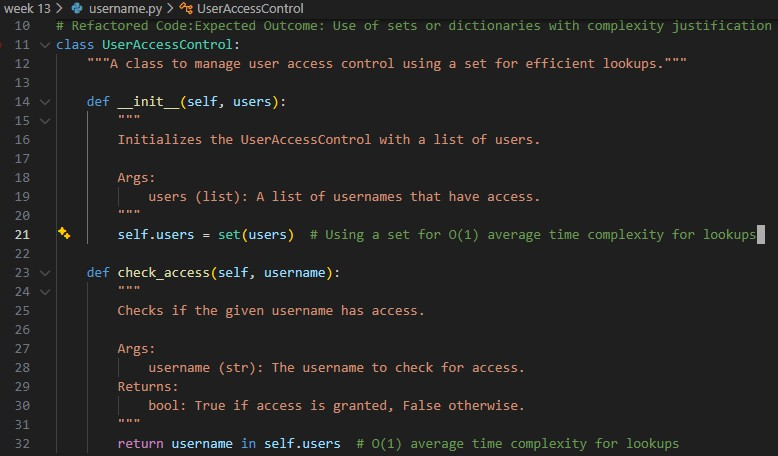 week 13 > username.py > UserAccessControl
10 # Refactored Code:Expected Outcome: Use of sets or dictionaries with complexity justification
11 class UserAccessControl:
12     """A class to manage user access control using a set for efficient lookups."""
13
14     def __init__(self, users):
15         """
16         Initializes the UserAccessControl with a list of users.
17
18         Args:
19             users (list): A list of usernames that have access.
20         """
21         self.users = set(users)  # Using a set for O(1) average time complexity for lookups
22
23     def check_access(self, username):
24         """
25         Checks if the given username has access.
26
27         Args:
28             username (str): The username to check for access.
29         Returns:
30             bool: True if access is granted, False otherwise.
31         """
32         return username in self.users  # O(1) average time complexity for lookups